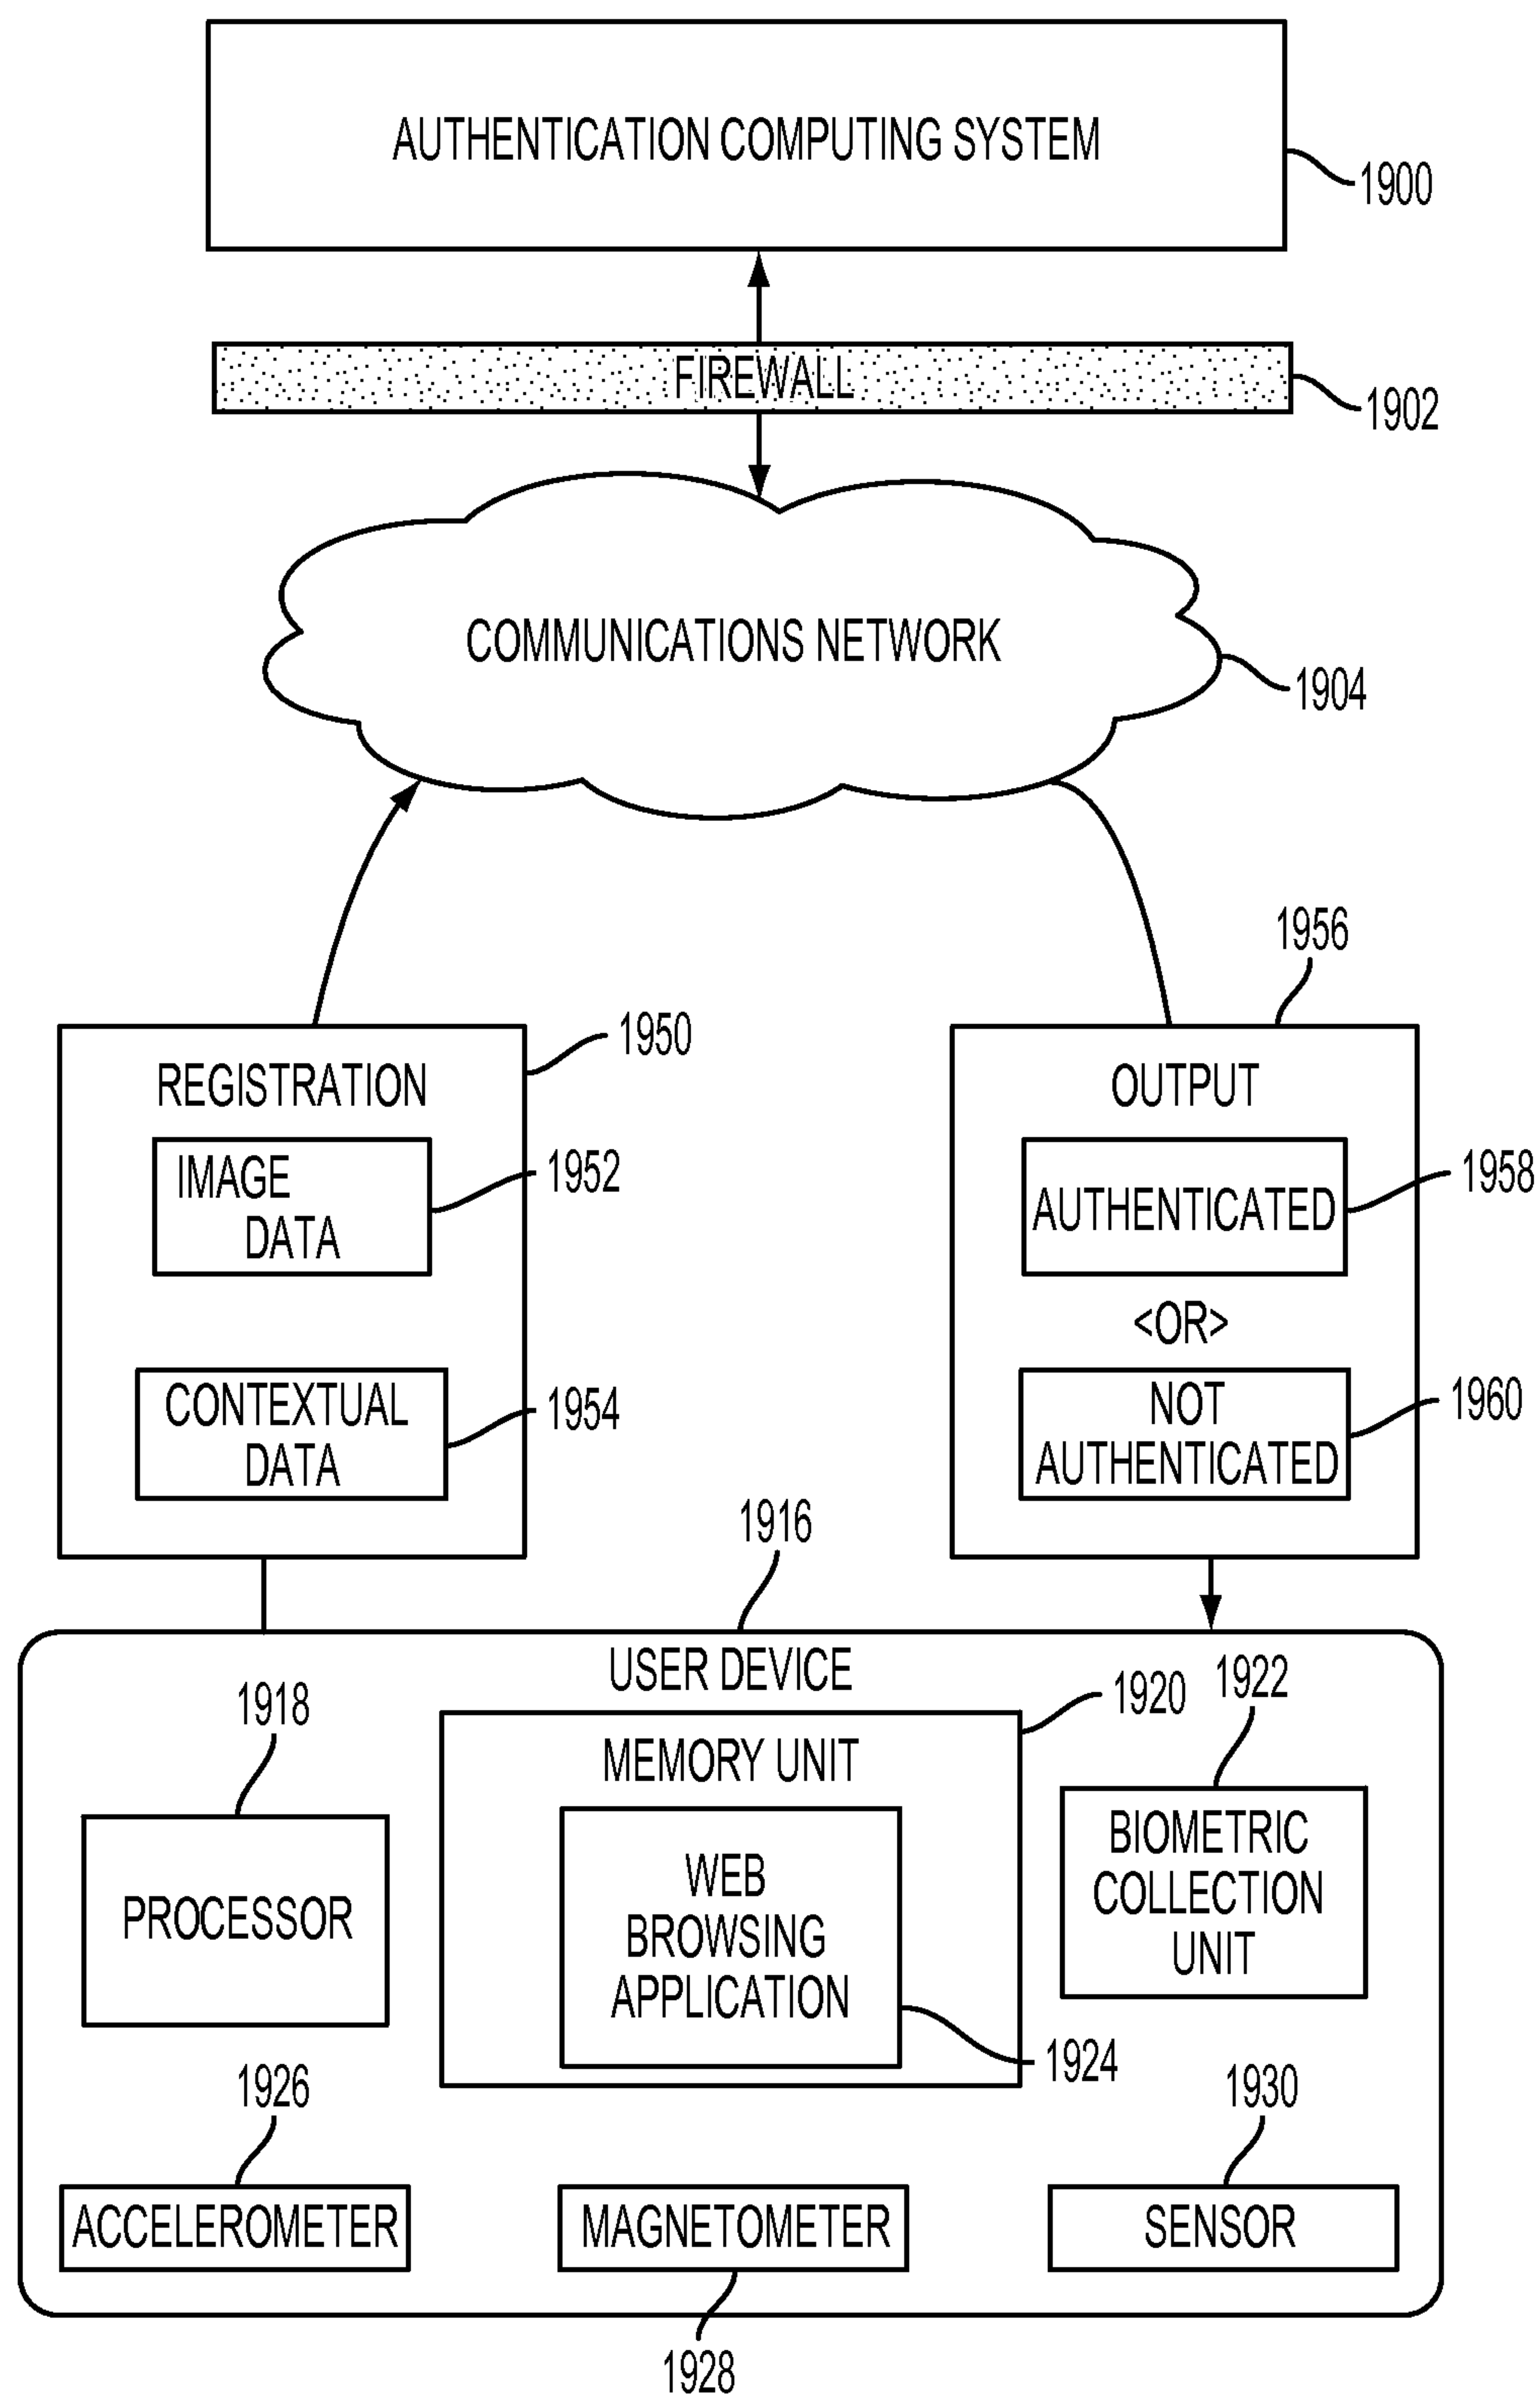 AUTHENTICATION COMPUTING SYSTEM
1900
FIREWALL
1902
COMMUNICATIONS NETWORK
1904
1956
1950
REGISTRATION
OUTPUT
IMAGE
DATA
1952
AUTHENTICATED
1958
<OR>
CONTEXTUAL
DATA
1954
NOT
AUTHENTICATED
1960
1916
USER DEVICE
1918
1920
1922
MEMORY UNIT
PROCESSOR
WEB
BROWSING
APPLICATION
BIOMETRIC
COLLECTION
UNIT
1924
1926
1930
ACCELEROMETER
MAGNETOMETER
SENSOR
1928